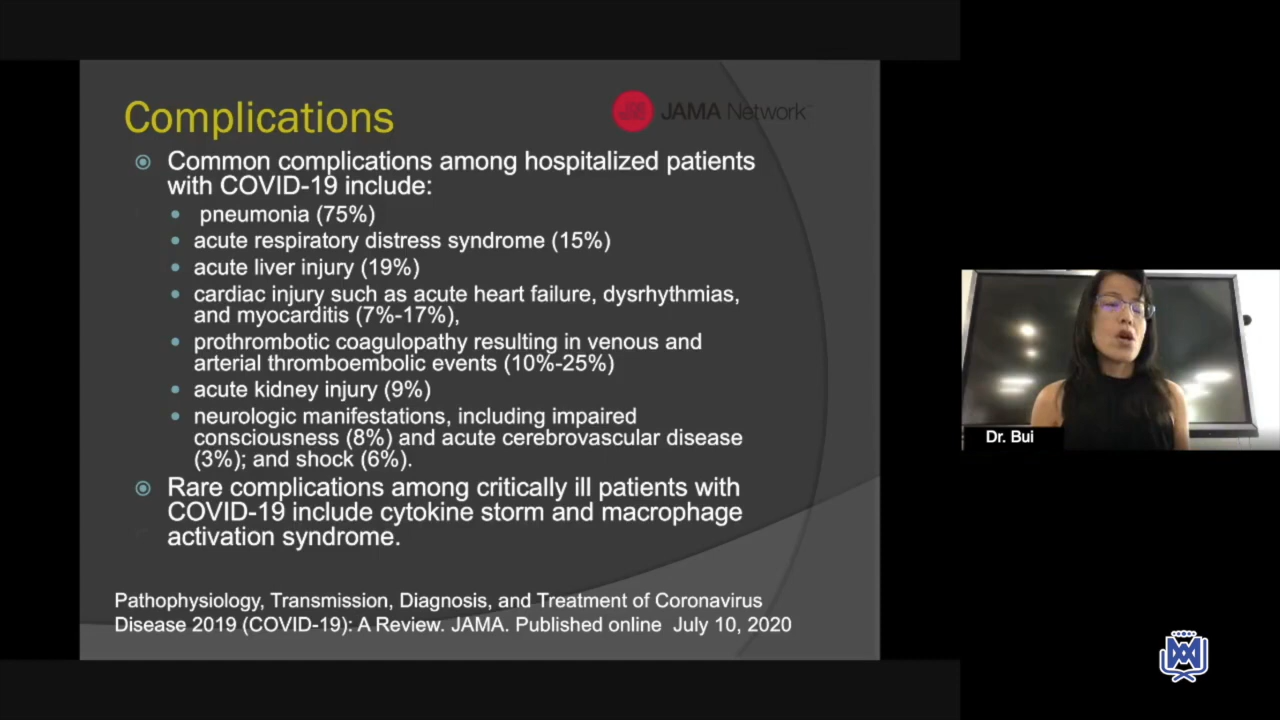 Complications
JAMA Network
Common complications among hospitalized patients
with COVID-19 include:
pneumonia (75%)
acute respiratory distress syndrome (15%)
acute liver injury (19%)
cardiac injury such as acute heart failure, dysrhythmias,
and myocarditis (7%-17%),
prothrombotic coagulopathy resulting in venous and
arterial thromboembolic events (10%-25%)
acute kidney injury (9%)
neurologic manifestations, including impaired
consciousness (8%) and acute cerebrovascular disease
(3%); and shock (6%).
Rare complications among critically ill patients with
COVID-19 include cytokine storm and macrophage
activation syndrome.
Pathophysiology, Transmission, Diagnosis, and Treatment of Coronavirus
Disease 2019 (COVID-19): A Review. JAMA. Published online July 10, 2020
Dr. Bui